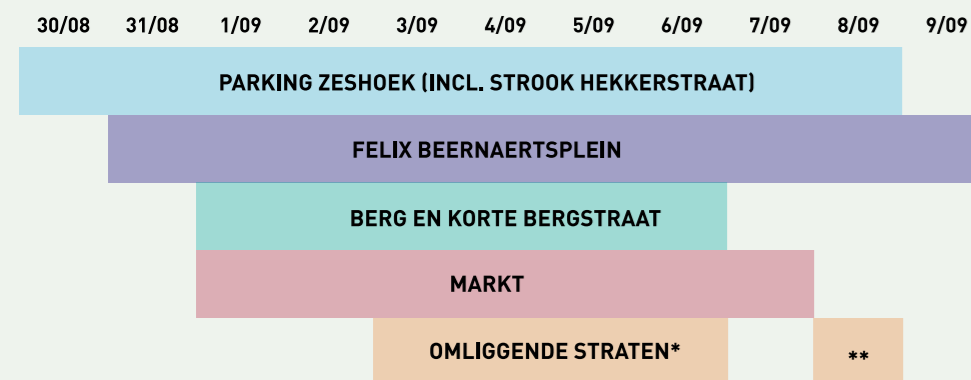 30/08 31/08 1/09 2/09 3/09 4/09 5/09 6/09 7/09 8/09 9/09
PARKING ZESHOEK (INCL. STROOK HEKKERSTRAAT)
FELIX BEERNAERTSPLEIN
BERG EN KORTE BERGSTRAAT
MARKT
OMLIGGENDE STRATEN* **